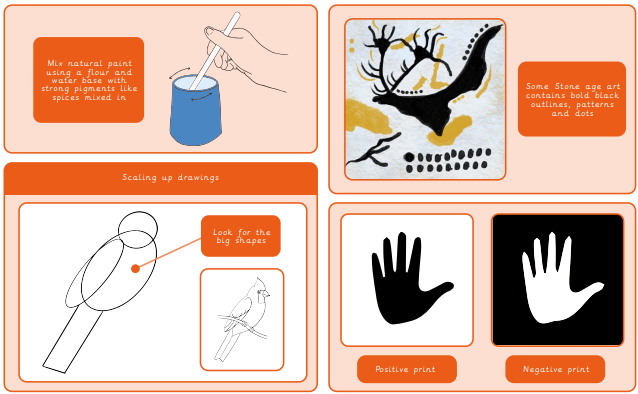 Mix natural paint
using a flour and
water base with
strong pigments like
spices mixed in
Some Stone age art
contains bold black
outlines, patterns
and dots
Scaling up drawings
Look for the
big shapes
Positive print
Negative print